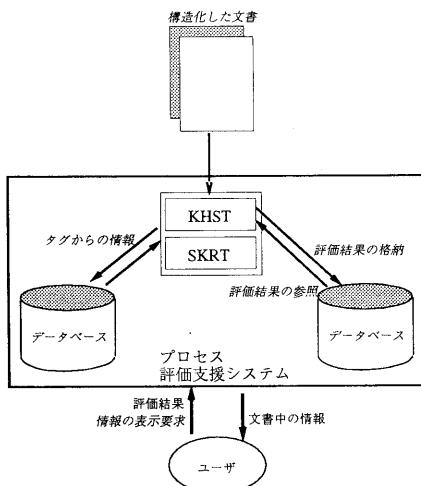 構造化した文書
KHST
SKRT
タグからの情報
評価結果の格納
評価結果の参照
データベース
データベース
プロセス
評価支援システム
評価結果
情報の表示要求
文書中の情報
ユーザ